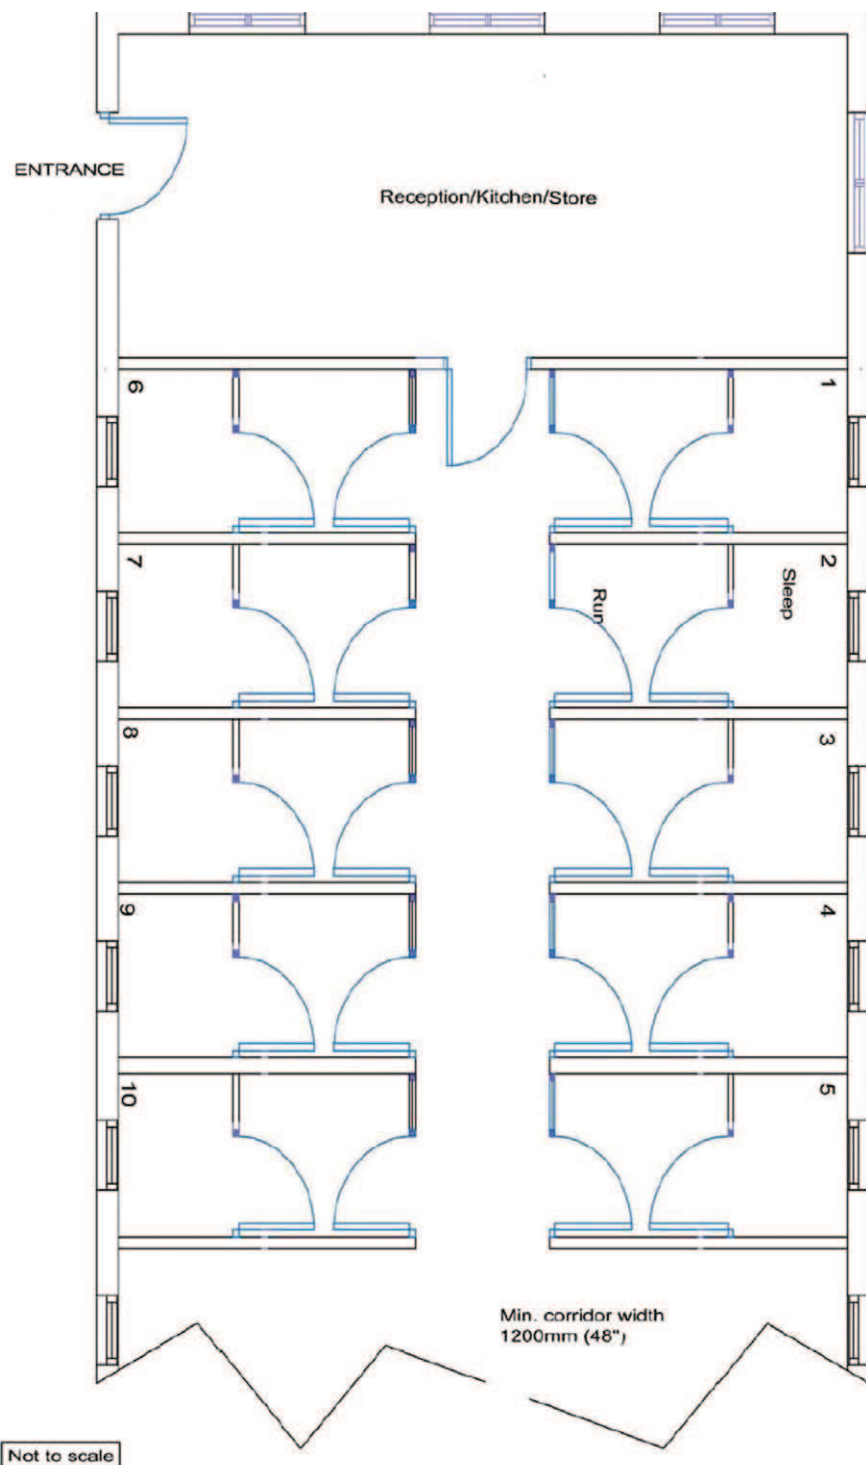 ENTRANCE
Reception/Kitchen/Store
6
1
7
2
Run
Sleep
8
3
9
4
10
5
Min. corridor width
1200mm (48")
Not to scale